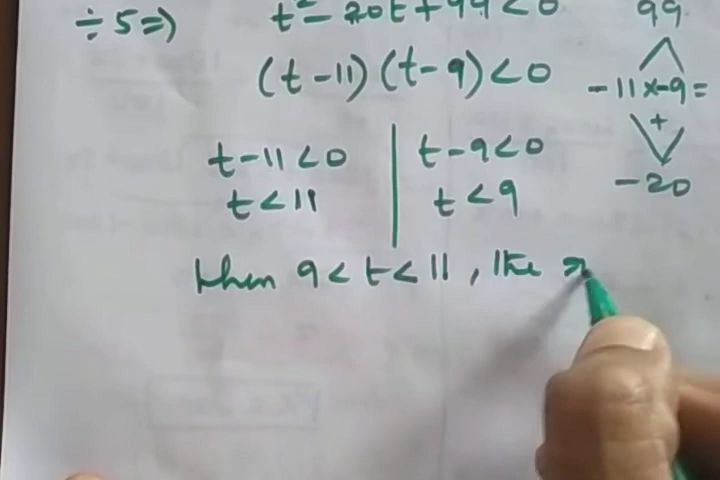 ÷ 5 ⇒) t² - 20t + 99 < 0
(t - 11) (t - 9) < 0
t - 11 < 0 | t - 9 < 0
t < 11 | t < 9
when 9 < t < 11 , the
99
-11 x -9 =
+
-20